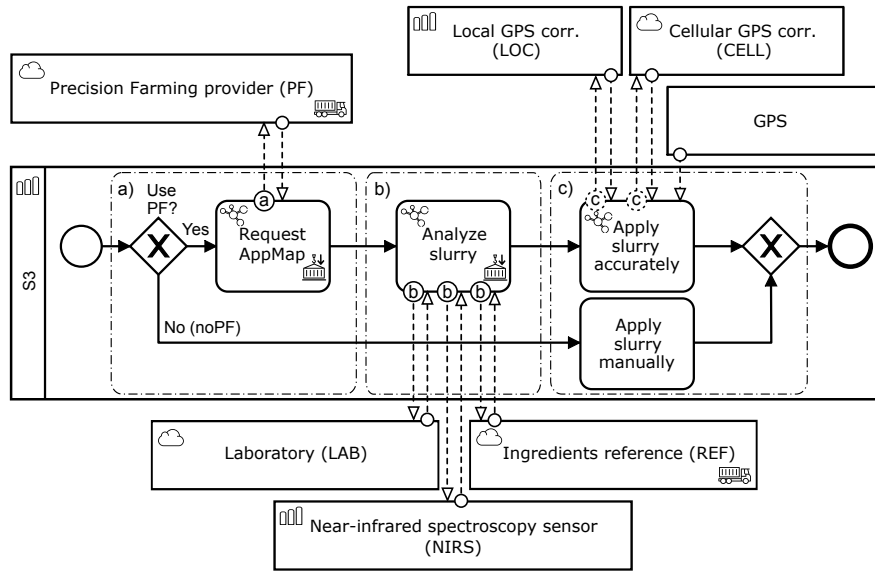 Local GPS corr.
(LOC)
Cellular GPS corr.
(CELL)
Precision Farming provider (PF)
GPS
S3
a)
Use
PF?
Yes
No (noPF)
a
Request
AppMap
b)
Analyze
slurry
b
b
b
c)
c
c
Apply
slurry
accurately
Apply
slurry
manually
X
X
Laboratory (LAB)
Ingredients reference (REF)
Near-infrared spectroscopy sensor
(NIRS)